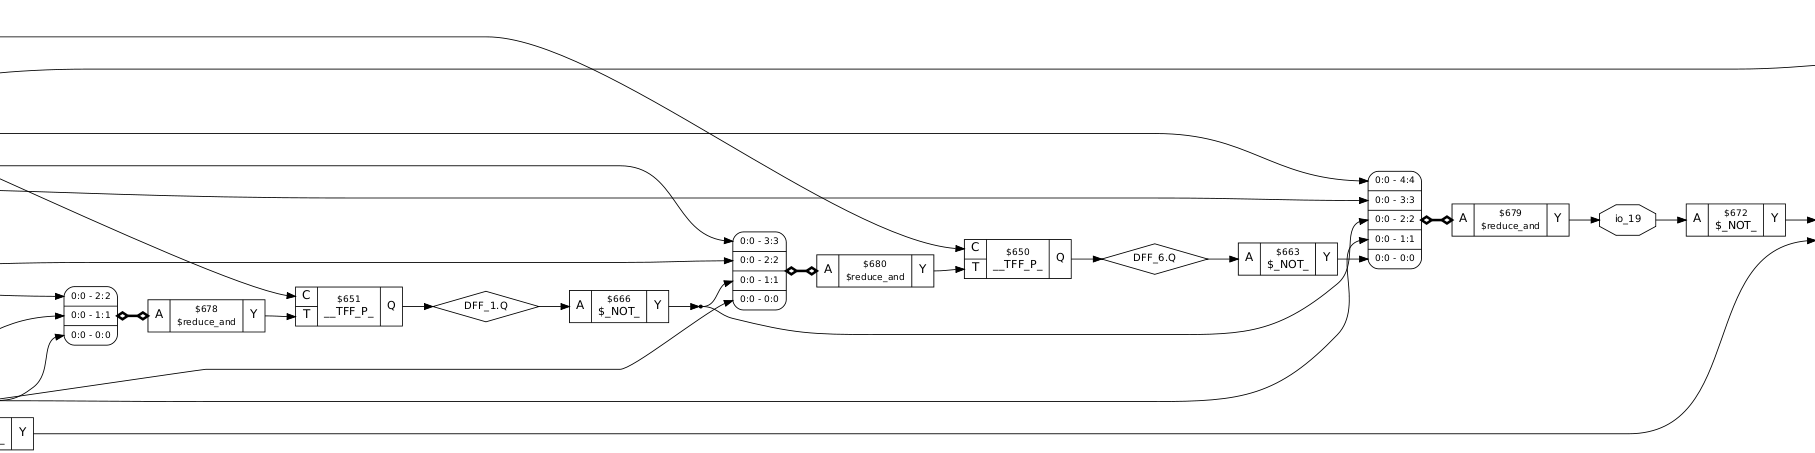 0:0 - 2:2
0:0 - 1:1
0:0 - 0:0
A $678 $reduce_and Y
C T $651 __TFF_P_ Q
DFF_1.Q
A $666 $_NOT_ Y
0:0 - 3:3
0:0 - 2:2
0:0 - 1:1
0:0 - 0:0
A $680 $reduce_and Y
C T $650 __TFF_P_ Q
DFF_6.Q
A $663 $_NOT_ Y
0:0 - 4:4
0:0 - 3:3
0:0 - 2:2
0:0 - 1:1
0:0 - 0:0
A $679 $reduce_and Y
io_19
A $672 $_NOT_ Y
_ Y